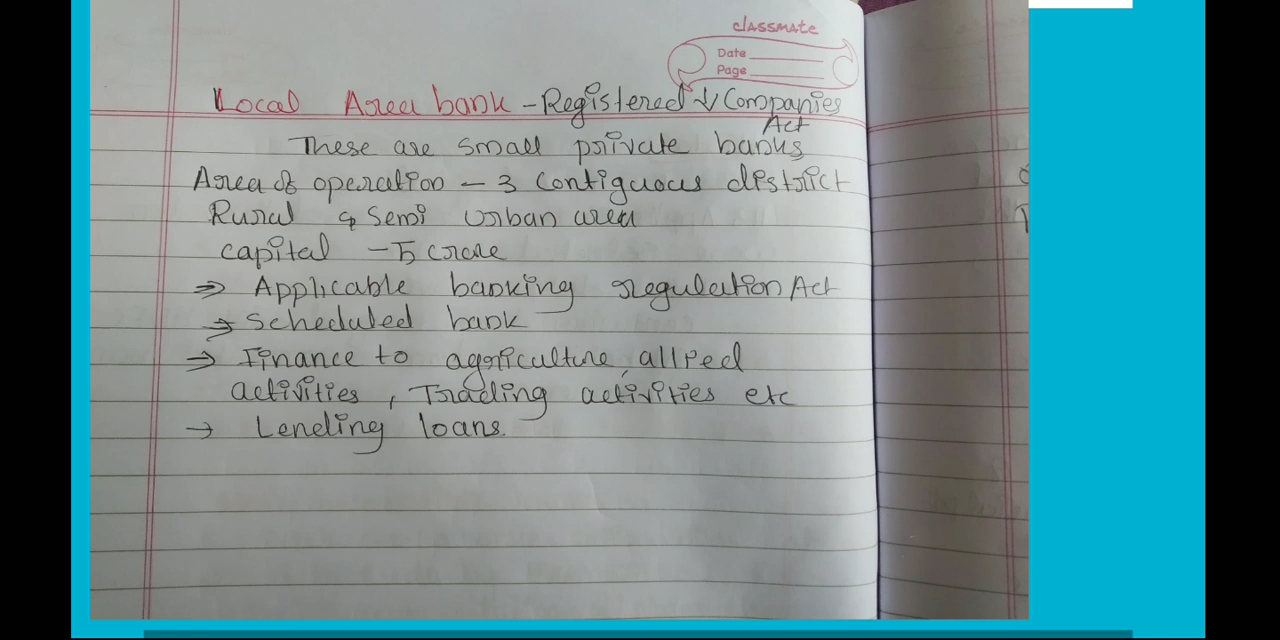 classmate
Date
Page
Local Area bank - Registered ↓ Companies
Act
These are small private banks
Area of operation - 3 contiguous district
Rural & Semi Urban area
capital - 5 crore
⇒ Applicable banking regulation Act
⇒ Scheduled bank
⇒ Finance to agriculture, allied
activities, Trading activities etc
→ Lending loans.